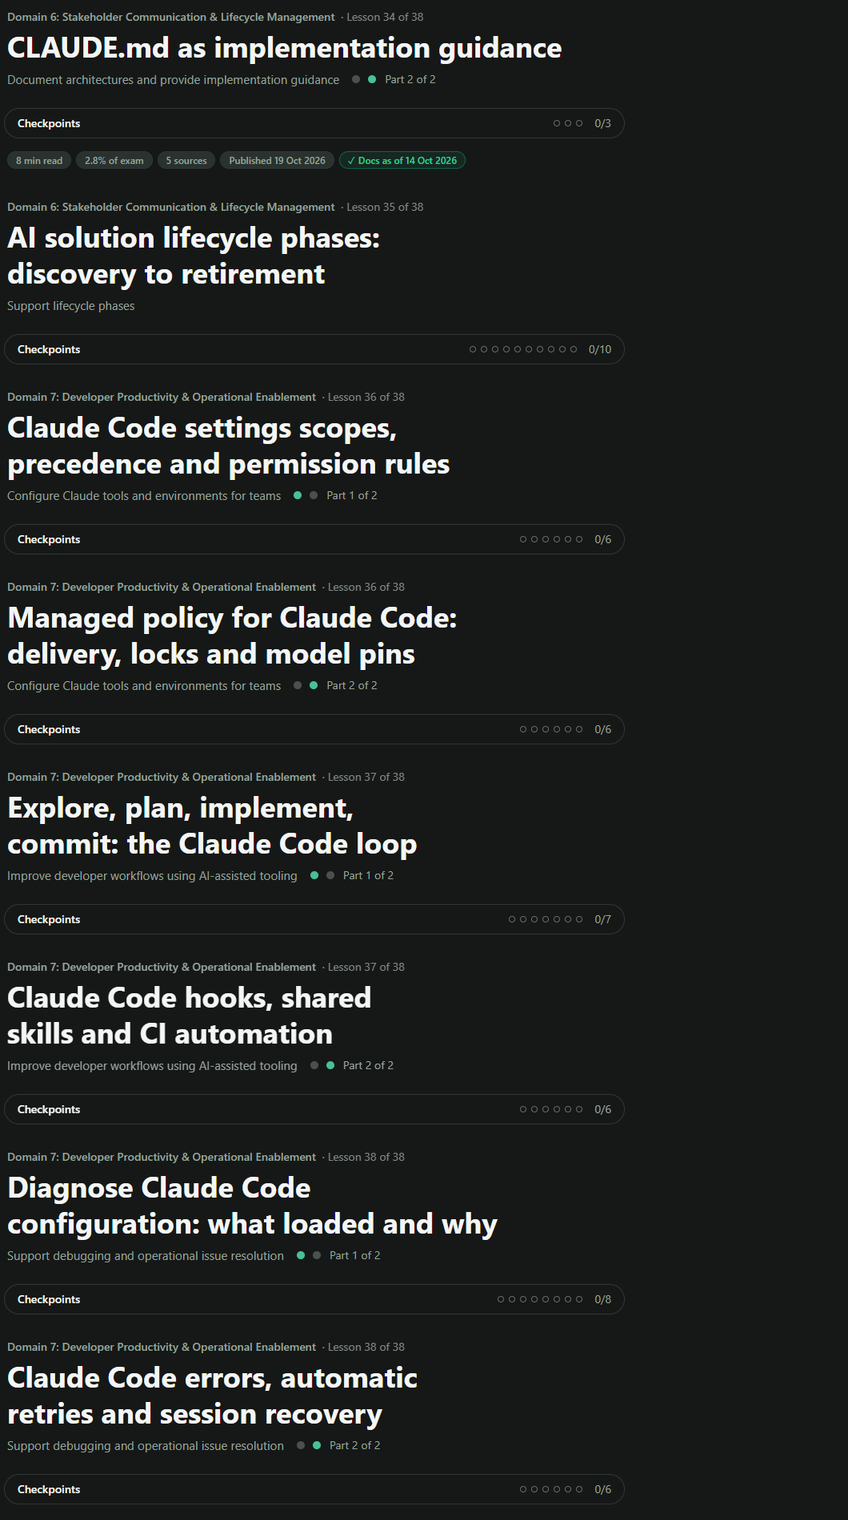 Domain 6: Stakeholder Communication & Lifecycle Management · Lesson 34 of 38
CLAUDE.md as implementation guidance
Document architectures and provide implementation guidance Part 2 of 2
Checkpoints 0/3
8 min read 2.8% of exam 5 sources Published 19 Oct 2026 ✓ Docs as of 14 Oct 2026
Domain 6: Stakeholder Communication & Lifecycle Management · Lesson 35 of 38
AI solution lifecycle phases:
discovery to retirement
Support lifecycle phases
Checkpoints 0/10
Domain 7: Developer Productivity & Operational Enablement · Lesson 36 of 38
Claude Code settings scopes,
precedence and permission rules
Configure Claude tools and environments for teams Part 1 of 2
Checkpoints 0/6
Domain 7: Developer Productivity & Operational Enablement · Lesson 36 of 38
Managed policy for Claude Code:
delivery, locks and model pins
Configure Claude tools and environments for teams Part 2 of 2
Checkpoints 0/6
Domain 7: Developer Productivity & Operational Enablement · Lesson 37 of 38
Explore, plan, implement,
commit: the Claude Code loop
Improve developer workflows using AI-assisted tooling Part 1 of 2
Checkpoints 0/7
Domain 7: Developer Productivity & Operational Enablement · Lesson 37 of 38
Claude Code hooks, shared
skills and CI automation
Improve developer workflows using AI-assisted tooling Part 2 of 2
Checkpoints 0/6
Domain 7: Developer Productivity & Operational Enablement · Lesson 38 of 38
Diagnose Claude Code
configuration: what loaded and why
Support debugging and operational issue resolution Part 1 of 2
Checkpoints 0/8
Domain 7: Developer Productivity & Operational Enablement · Lesson 38 of 38
Claude Code errors, automatic
retries and session recovery
Support debugging and operational issue resolution Part 2 of 2
Checkpoints 0/6